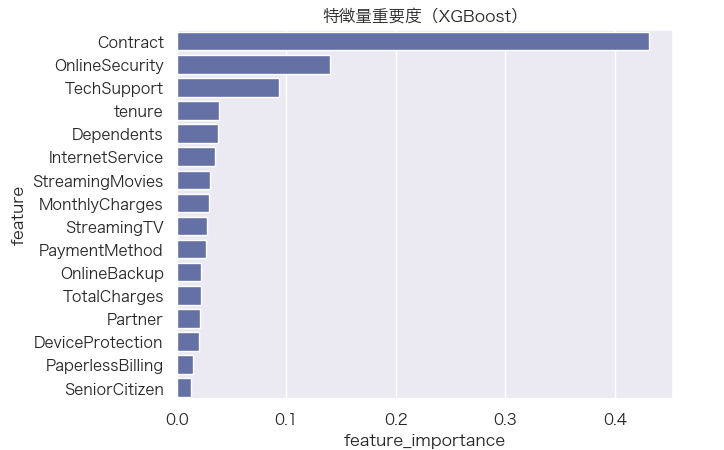 特徴量重要度（XGBoost）
Contract
OnlineSecurity
TechSupport
tenure
Dependents
InternetService
StreamingMovies
MonthlyCharges
StreamingTV
PaymentMethod
OnlineBackup
TotalCharges
Partner
DeviceProtection
PaperlessBilling
SeniorCitizen
feature
0.0 0.1 0.2 0.3 0.4
feature_importance